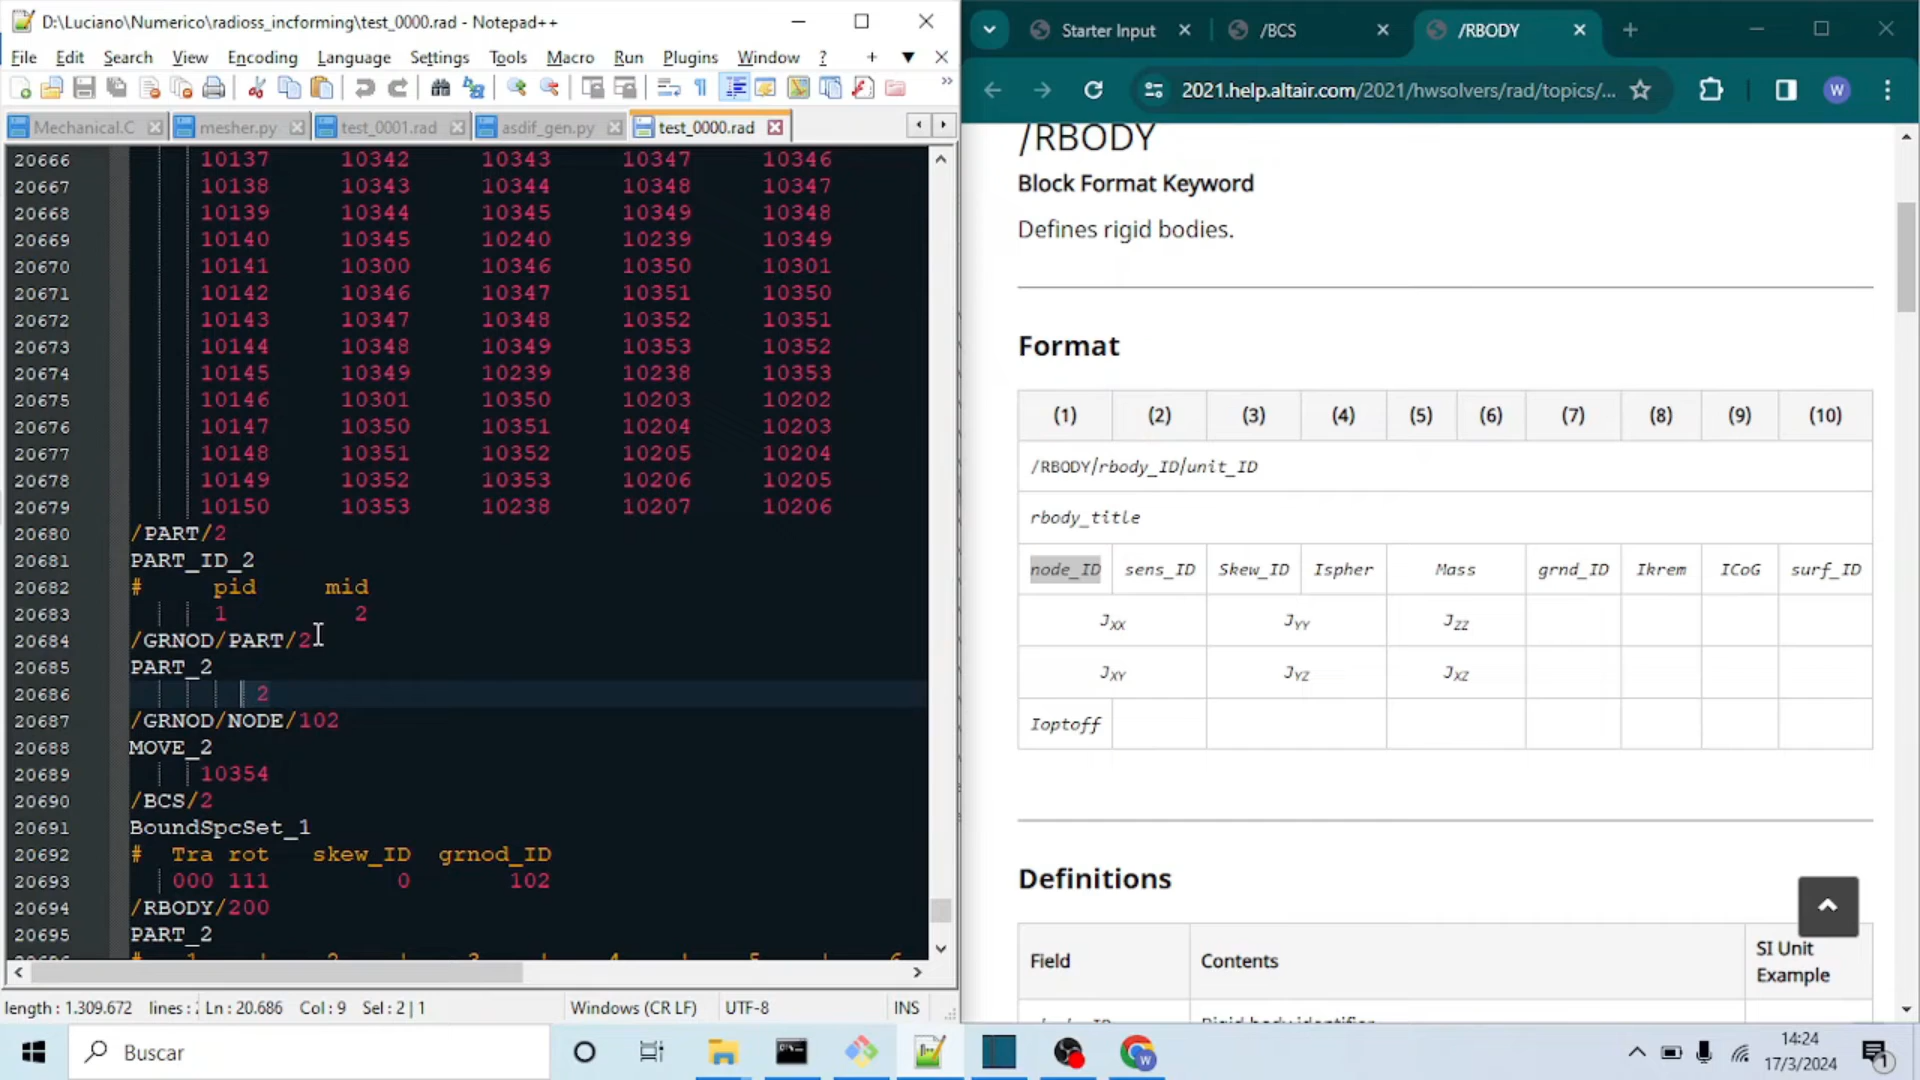 D:\Luciano\Numerico\radioss_incforming\test_0000.rad - Notepad++
File Edit Search View Encoding Language Settings Tools Macro Run Plugins Window ?
Mechanical.C mesher.py test_0001.rad asdif_gen.py test_0000.rad
20666 10137 10342 10343 10347 10346
20667 10138 10343 10344 10348 10347
20668 10139 10344 10345 10349 10348
20669 10140 10345 10240 10239 10349
20670 10141 10300 10346 10350 10301
20671 10142 10346 10347 10351 10350
20672 10143 10347 10348 10352 10351
20673 10144 10348 10349 10353 10352
20674 10145 10349 10239 10238 10353
20675 10146 10301 10350 10203 10202
20676 10147 10350 10351 10204 10203
20677 10148 10351 10352 10205 10204
20678 10149 10352 10353 10206 10205
20679 10150 10353 10238 10207 10206
20680 /PART/2
20681 PART_ID_2
20682 # pid mid
20683 1 2
20684 /GRNOD/PART/2
20685 PART_2
20686 2
20687 /GRNOD/NODE/102
20688 MOVE_2
20689 10354
20690 /BCS/2
20691 BoundSpcSet_1
20692 # Tra rot skew_ID grnod_ID
20693 000 111 0 102
20694 /RBODY/200
20695 PART_2
length : 1.309.672 lines : Ln : 20.686 Col : 9 Sel : 2 | 1 Windows (CR LF) UTF-8 INS
Starter Input /BCS /RBODY
2021.help.altair.com/2021/hwsolvers/rad/topics/... W
/RBODY
Block Format Keyword
Defines rigid bodies.
Format
(1) (2) (3) (4) (5) (6) (7) (8) (9) (10)
/RBODY/rbody_ID/unit_ID
rbody_title
node_ID sens_ID Skew_ID Ispher Mass grnd_ID Ikrem ICoG surf_ID
JXX JYY JZZ
JXY JYZ JXZ
Ioptoff
Definitions
Field Contents SI Unit Example
Rigid body identifier
Buscar
14:24
17/3/2024
1